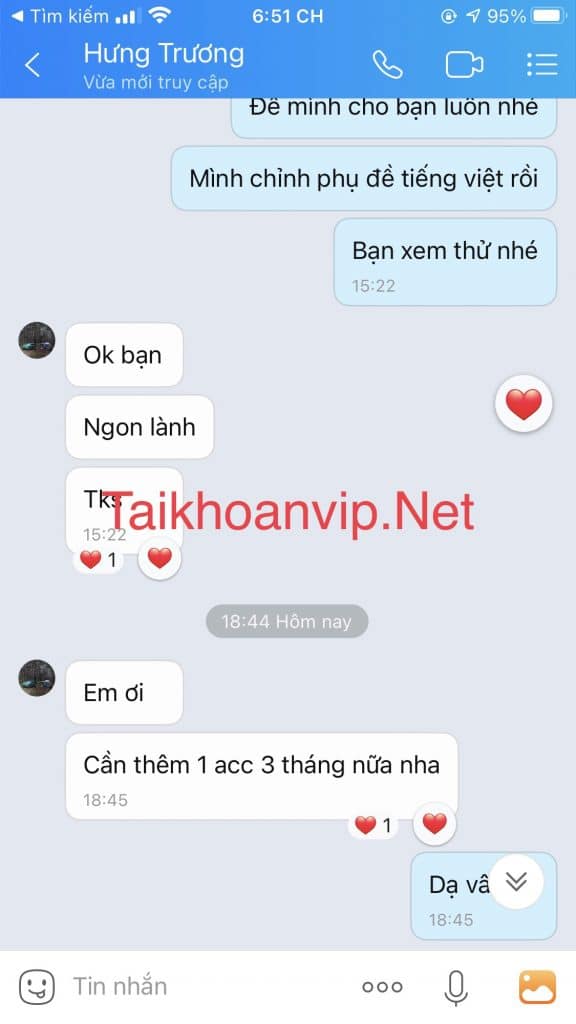 Tìm kiếm
6:51 CH
95%
Hưng Trương
Vừa mới truy cập
Để mình cho bạn luôn nhé
Mình chỉnh phụ đề tiếng việt rồi
Bạn xem thử nhé
15:22
Ok bạn
Ngon lành
Tks
Taikhoanvip.Net
15:22
1
18:44 Hôm nay
Em ơi
Cần thêm 1 acc 3 tháng nữa nha
18:45
1
Dạ vâ
18:45
Tin nhắn